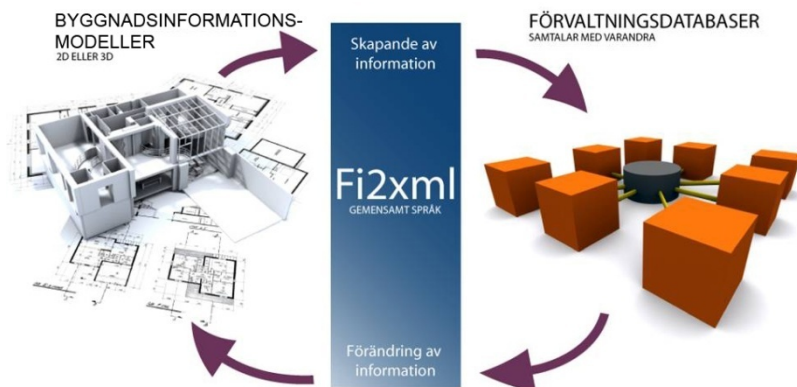 BYGGNADSINFORMATIONS-
MODELLER
2D ELLER 3D
Skapande av
information
Fi2xml
GEMENSAMT SPRÅK
Förändring av
information
FÖRVALTNINGSDATABASER
SAMTALAR MED VARANDRA